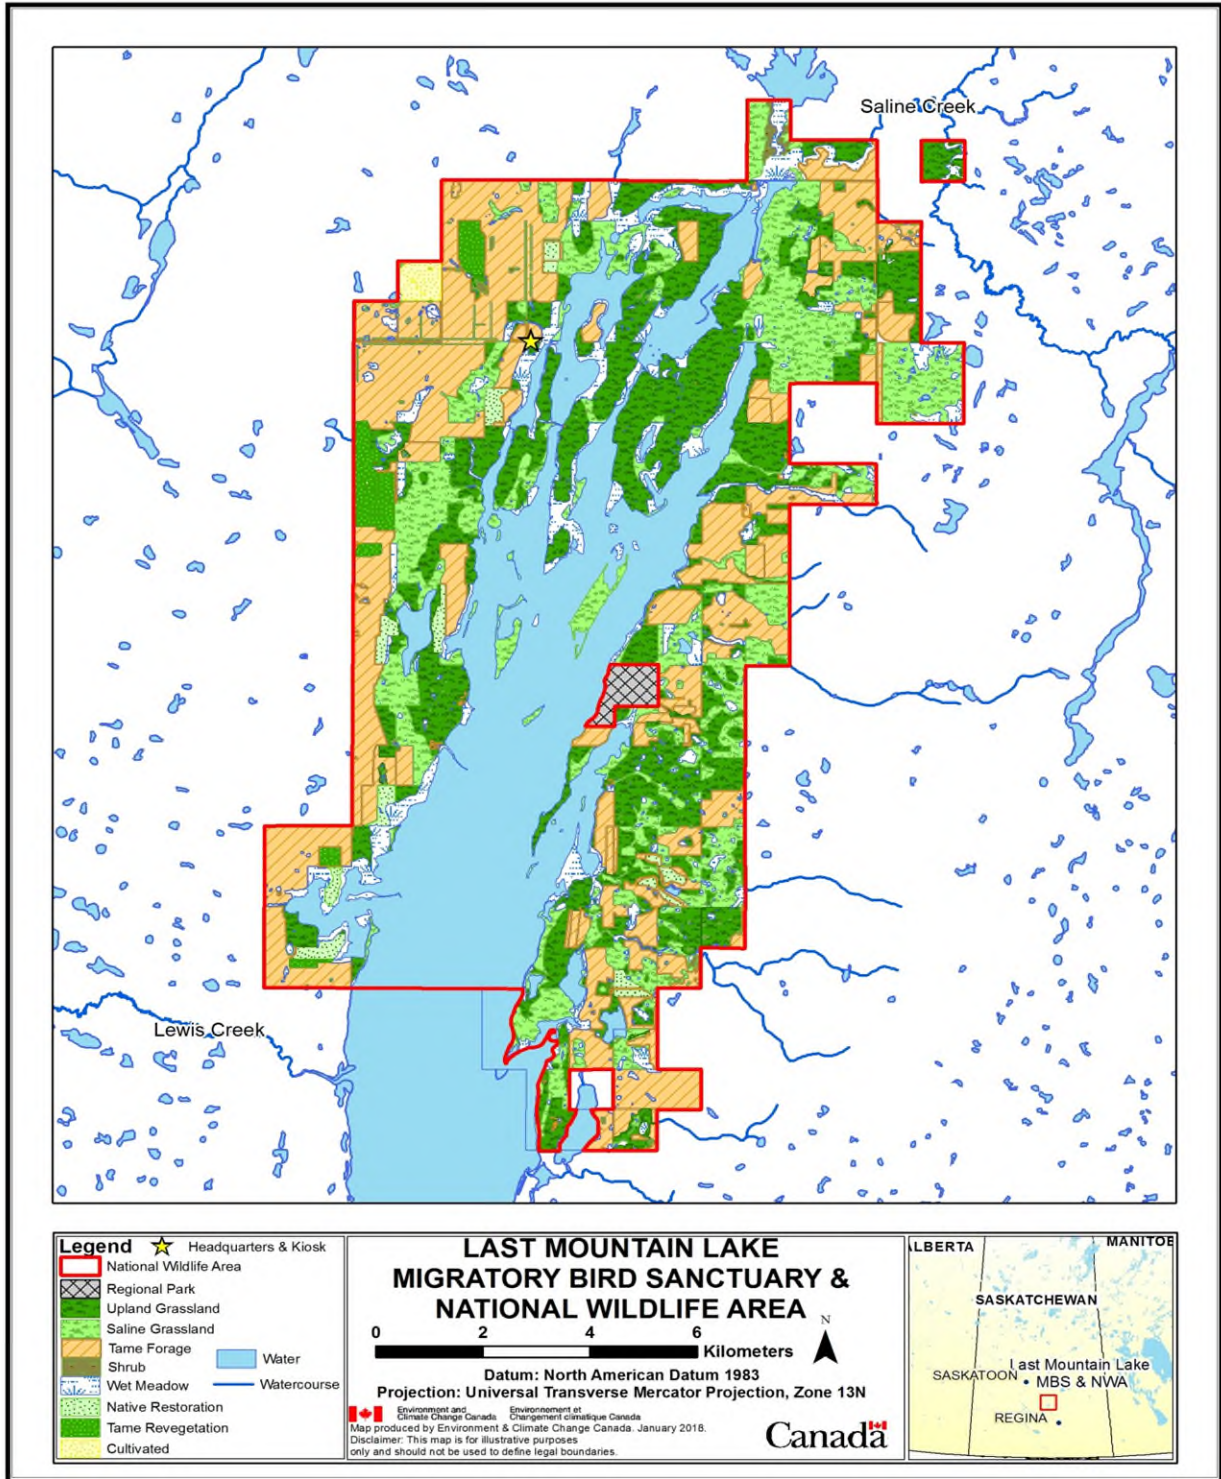 Saline Creek
Lewis Creek
Legend
Headquarters & Kiosk
National Wildlife Area
Regional Park
Upland Grassland
Saline Grassland
Tame Forage
Shrub
Wet Meadow
Native Restoration
Tame Revegetation
Cultivated
Water
Watercourse
LAST MOUNTAIN LAKE
MIGRATORY BIRD SANCTUARY &
NATIONAL WILDLIFE AREA
N
0 2 4 6
Kilometers
Datum: North American Datum 1983
Projection: Universal Transverse Mercator Projection, Zone 13N
Environment and Environnement et
Climate Change Canada Changement climatique Canada
Map produced by Environment & Climate Change Canada. January 2018.
Disclaimer: This map is for illustrative purposes
only and should not be used to define legal boundaries.
Canada
LBERTA
MANITOB
SASKATCHEWAN
Last Mountain Lake
SASKATOON MBS & NWA
REGINA